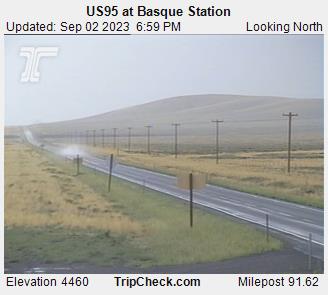 US95 at Basque Station
Updated: Sep 02 2023 6:59 PM Looking North
Elevation 4460 TripCheck.com Milepost 91.62